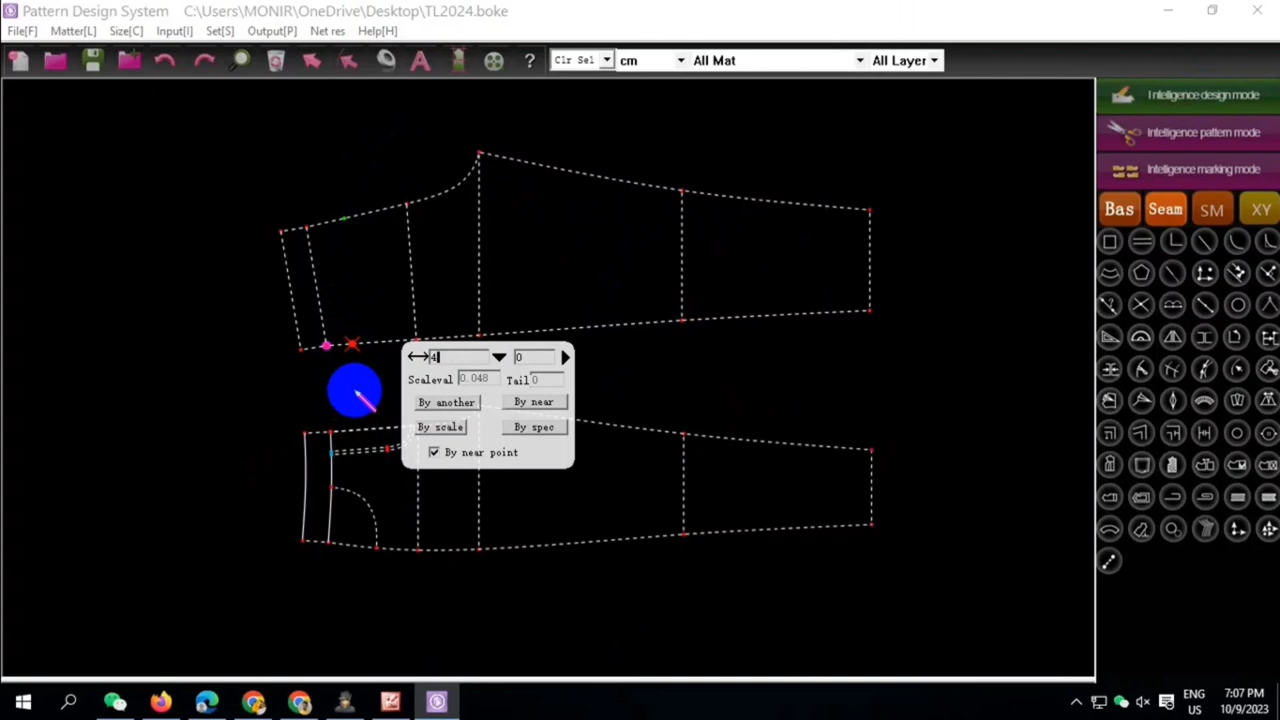 Pattern Design System C:\Users\MONIR\OneDrive\Desktop\TL2024.boke
File[F] Matter[L] Size[C] Input[I] Set[S] Output[P] Net res Help[H]
A ? Clr Sel cm All Mat All Layer
Intelligence design mode
Intelligence pattern mode
Intelligence marking mode
Bas Seam SM XY
4 0
Scaleval 0.048 Tail 0
By another By near
By scale By spec
By near point
ENG 7:07 PM
US 10/9/2023